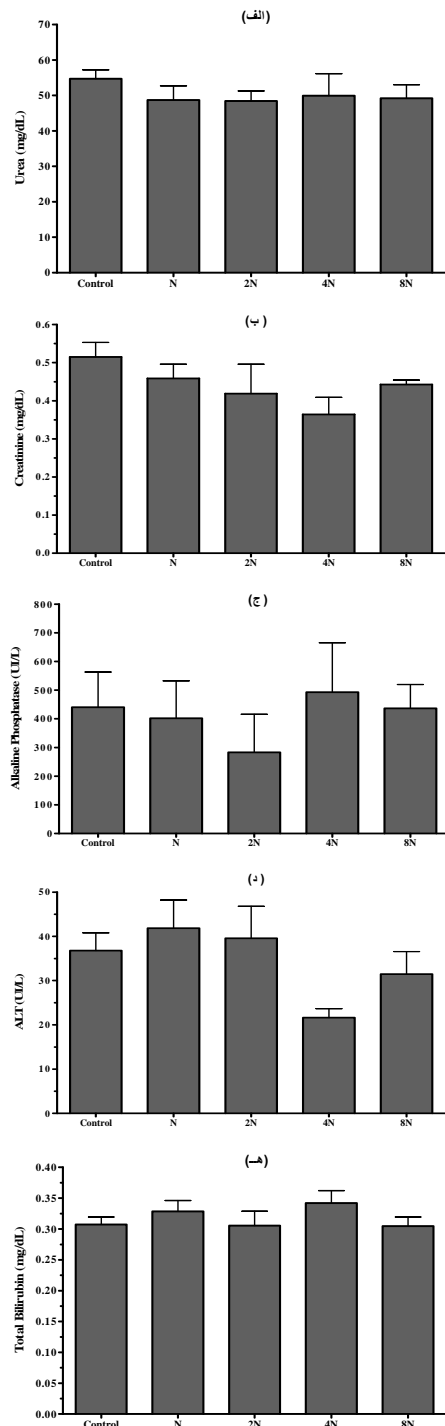 (الف)
Urea (mg/dL)
70
60
50
40
30
20
10
0
Control N 2N 4N 8N
(ب)
Creatinine (mg/dL)
0.6
0.5
0.4
0.3
0.2
0.1
0.0
Control N 2N 4N 8N
(ج)
Alkaline Phosphatase (UI/L)
800
700
600
500
400
300
200
100
0
Control N 2N 4N 8N
(د)
ALT (UI/L)
50
40
30
20
10
0
Control N 2N 4N 8N
(هـ)
Total Bilirubin (mg/dL)
0.40
0.35
0.30
0.25
0.20
0.15
0.10
0.05
0.00
Control N 2N 4N 8N